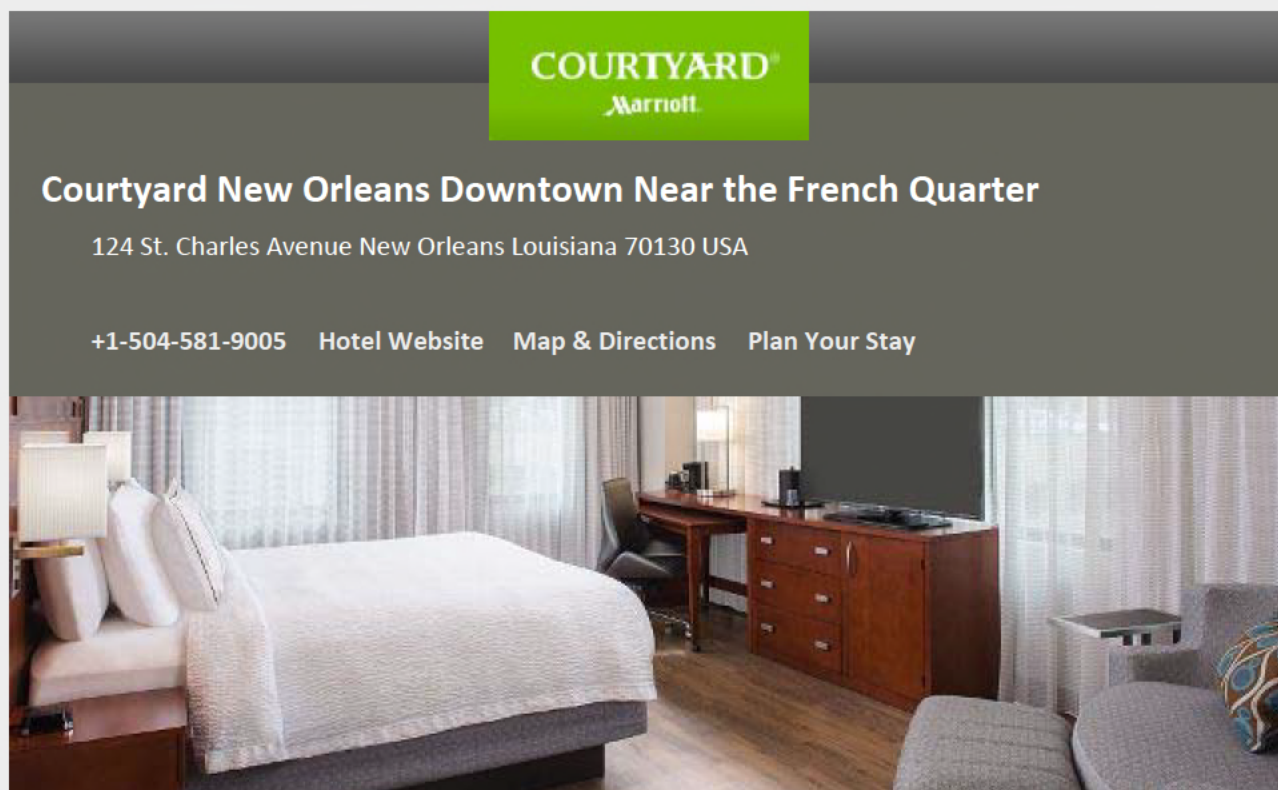 COURTYARD®
Marriott
Courtyard New Orleans Downtown Near the French Quarter
124 St. Charles Avenue New Orleans Louisiana 70130 USA
+1-504-581-9005 Hotel Website Map & Directions Plan Your Stay